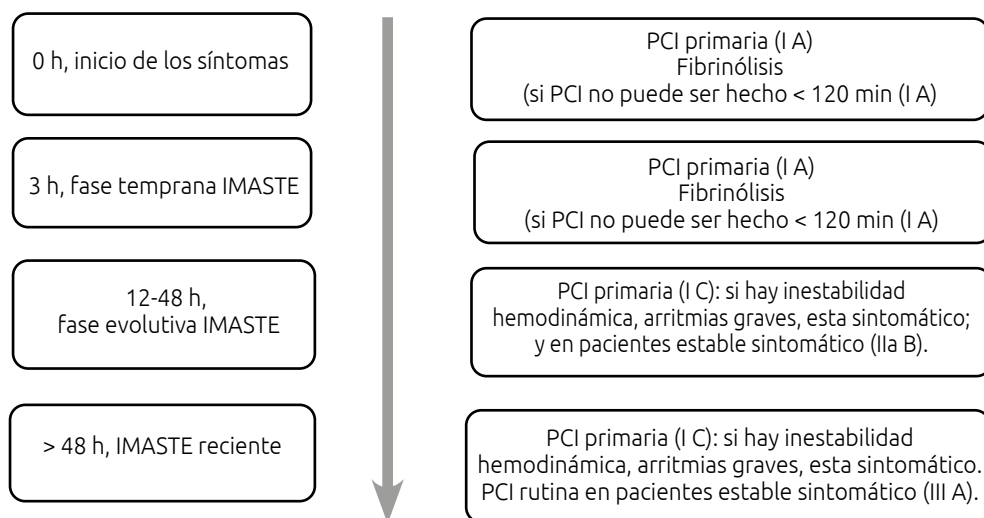 0 h, inicio de los síntomas
PCI primaria (I A)
Fibrinólisis
(si PCI no puede ser hecho < 120 min (I A)
3 h, fase temprana IMASTE
PCI primaria (I A)
Fibrinólisis
(si PCI no puede ser hecho < 120 min (I A)
12-48 h,
fase evolutiva IMASTE
PCI primaria (I C): si hay inestabilidad
hemodinámica, arritmias graves, esta sintomático;
y en pacientes estable sintomático (IIa B).
> 48 h, IMASTE reciente
PCI primaria (I C): si hay inestabilidad
hemodinámica, arritmias graves, esta sintomático.
PCI rutina en pacientes estable sintomático (III A).